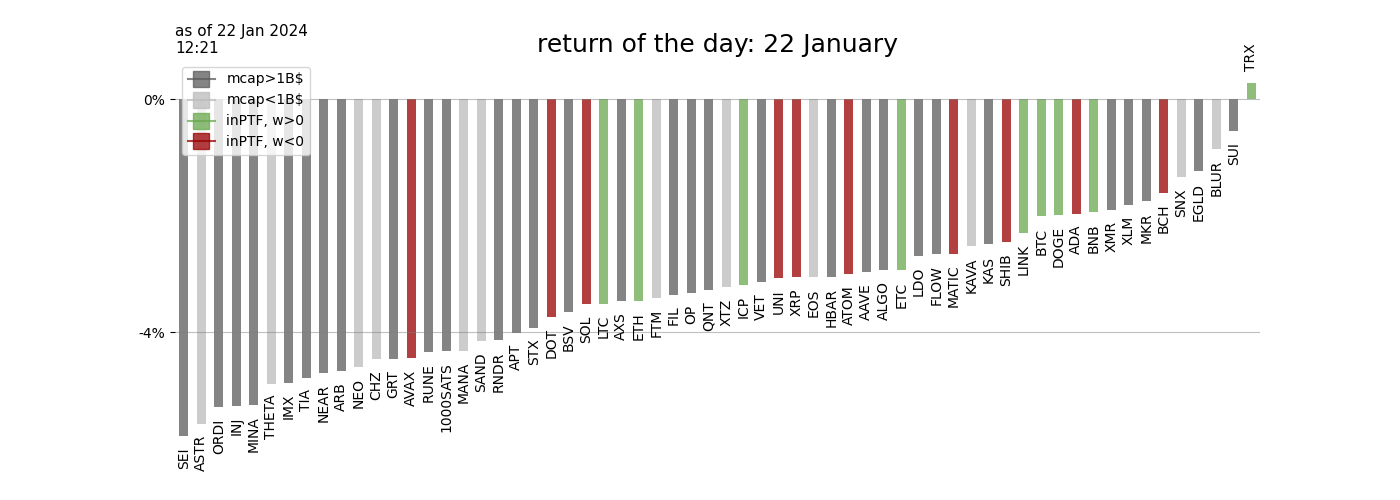 as of 22 Jan 2024
12:21
return of the day: 22 January
mcap>1B$
mcap<1B$
inPTF, w>0
inPTF, w<0
0%
-4%
SEI
ASTR
ORDI
INJ
MINA
THETA
IMX
TIA
NEAR
ARB
NEO
CHZ
GRT
AVAX
RUNE
1000SATS
MANA
SAND
RNDR
APT
STX
DOT
BSV
SOL
LTC
AXS
ETH
FTM
FIL
OP
QNT
XTZ
ICP
VET
UNI
XRP
EOS
HBAR
ATOM
AAVE
ALGO
ETC
LDO
FLOW
MATIC
KAVA
KAS
SHIB
LINK
BTC
DOGE
ADA
BNB
XMR
XLM
MKR
BCH
SNX
EGLD
BLUR
SUI
TRX